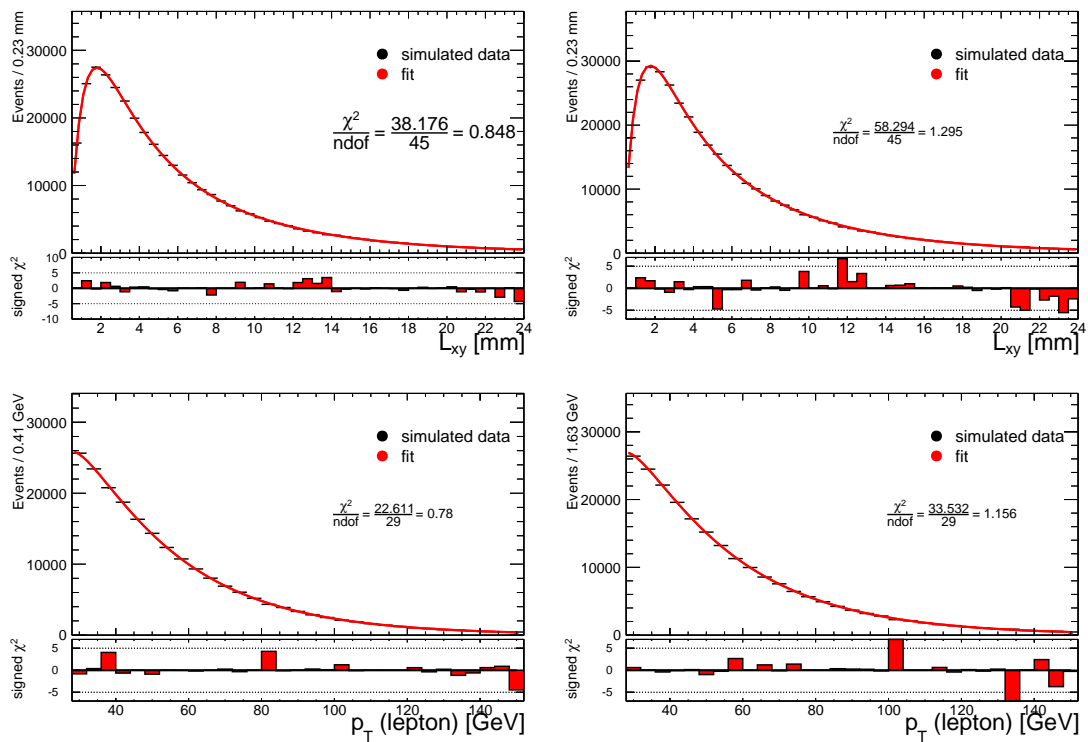 Events / 0.23 mm
30000
20000
10000
0
simulated data
fit
χ²/ndof = 38.176/45 = 0.848
signed χ²
10
5
0
-5
-10
2 4 6 8 10 12 14 16 18 20 22 24
L_xy [mm]
Events / 0.23 mm
30000
20000
10000
0
simulated data
fit
χ²/ndof = 58.294/45 = 1.295
signed χ²
5
0
-5
2 4 6 8 10 12 14 16 18 20 22 24
L_xy [mm]
Events / 0.41 GeV
30000
20000
10000
0
simulated data
fit
χ²/ndof = 22.611/29 = 0.78
signed χ²
5
0
-5
40 60 80 100 120 140
p_T (lepton) [GeV]
Events / 1.63 GeV
30000
20000
10000
0
simulated data
fit
χ²/ndof = 33.532/29 = 1.156
signed χ²
5
0
-5
40 60 80 100 120 140
p_T (lepton) [GeV]